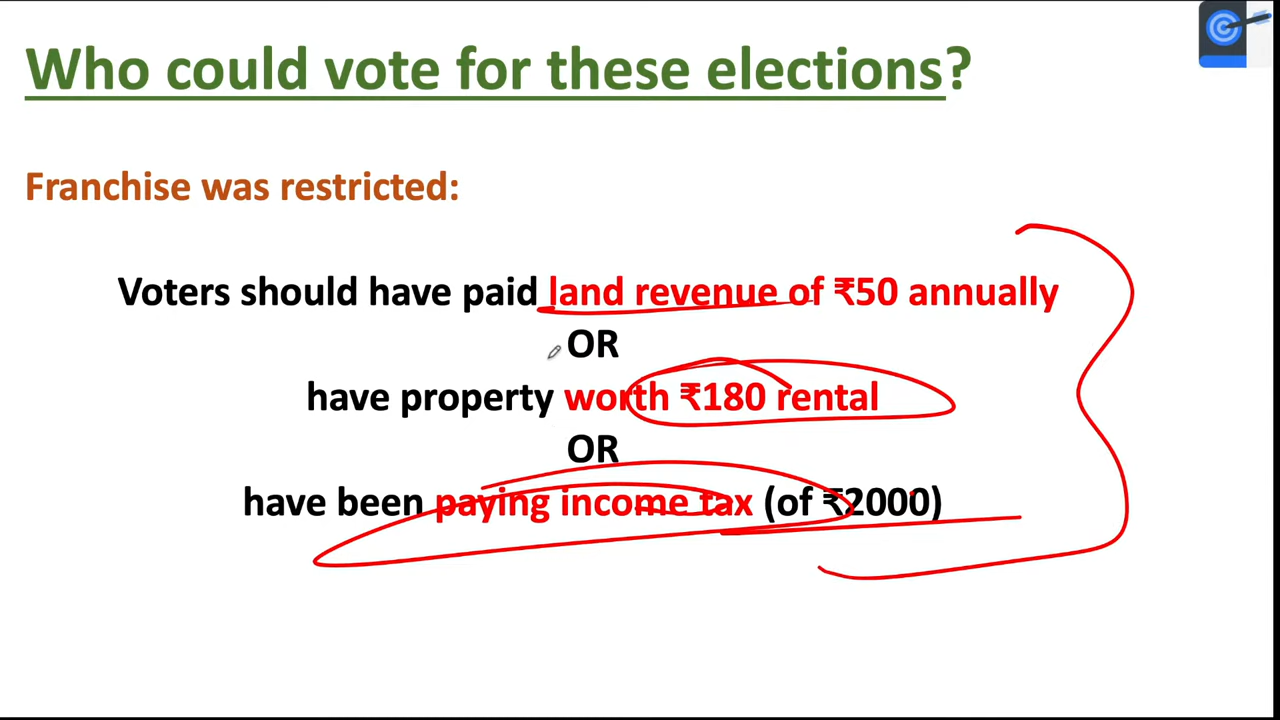 Who could vote for these elections?
Franchise was restricted:
Voters should have paid land revenue of ₹50 annually
OR
have property worth ₹180 rental
OR
have been paying income tax (of ₹2000)